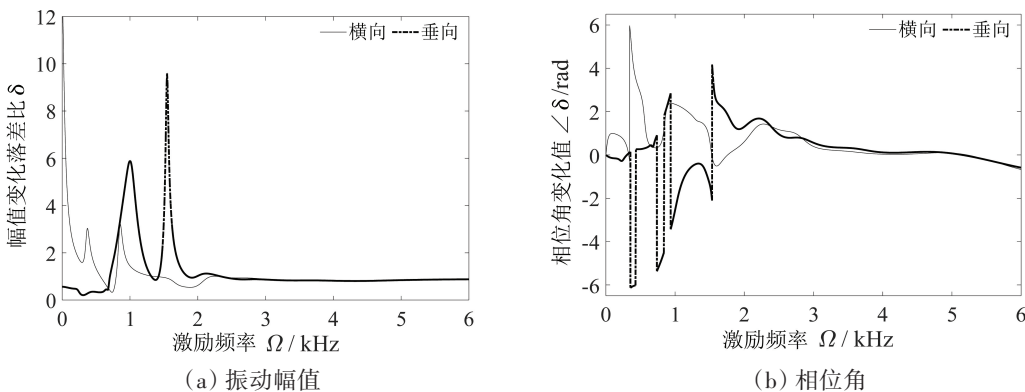 幅值变化落差比 δ
12
10
8
6
4
2
0
横向 垂向
0 1 2 3 4 5 6
激励频率 Ω / kHz
(a) 振动幅值
相位角变化值 ∠ δ/rad
6
4
2
0
-2
-4
-6
横向 垂向
0 1 2 3 4 5 6
激励频率 Ω / kHz
(b) 相位角